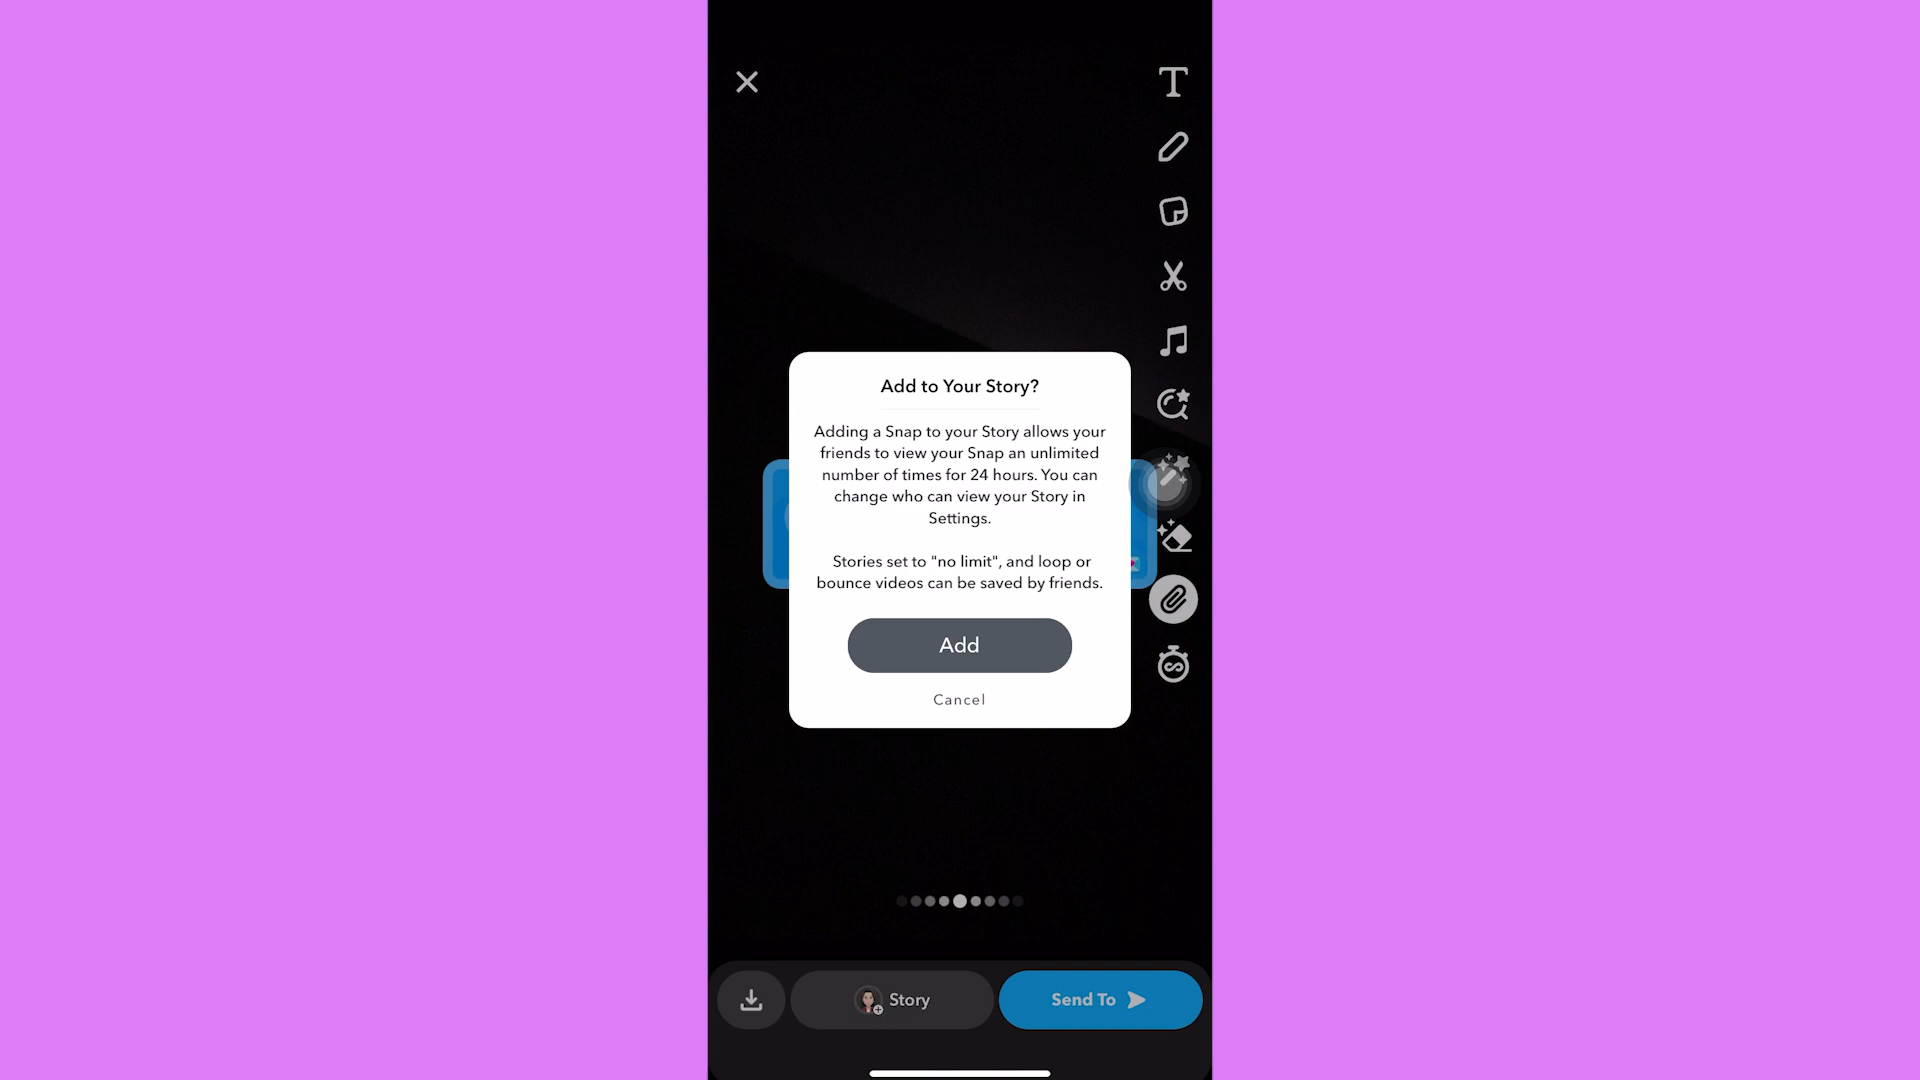 Add to Your Story?
Adding a Snap to your Story allows your
friends to view your Snap an unlimited
number of times for 24 hours. You can
change who can view your Story in
Settings.
Stories set to "no limit", and loop or
bounce videos can be saved by friends.
Add
Cancel
Story
Send To